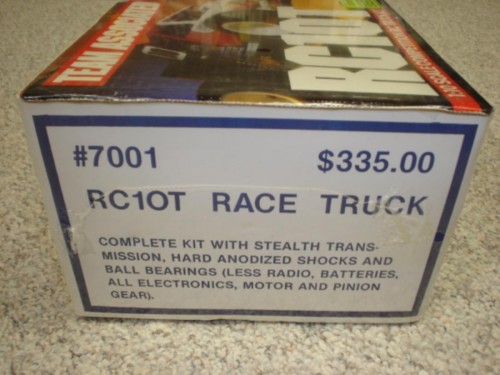 TEAM ASSOCIATED
RC10T
#7001 $335.00
RC10T RACE TRUCK
COMPLETE KIT WITH STEALTH TRANS-
MISSION, HARD ANODIZED SHOCKS AND
BALL BEARINGS (LESS RADIO, BATTERIES,
ALL ELECTRONICS, MOTOR AND PINION
GEAR).